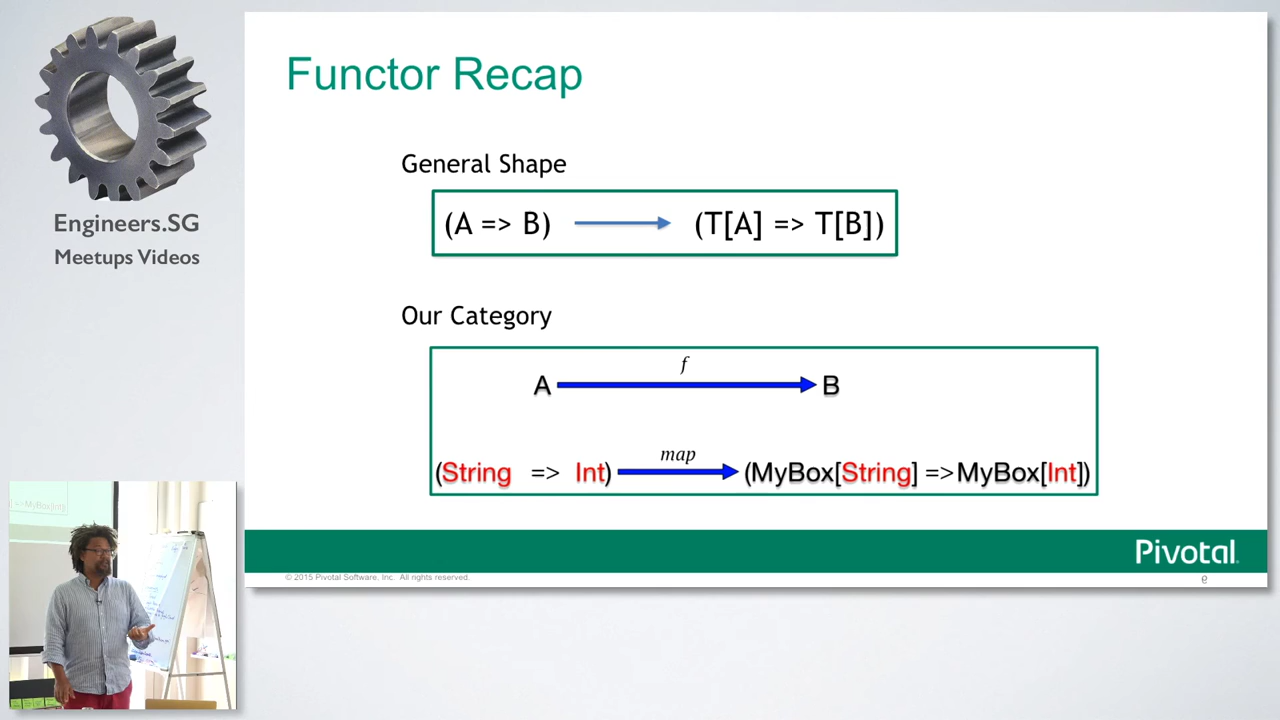 Engineers.SG
Meetups Videos
Functor Recap
General Shape
(A => B) (T[A] => T[B])
Our Category
f
A B
map
(String => Int) (MyBox[String] =>MyBox[Int])
Pivotal
© 2015 Pivotal Software, Inc. All rights reserved.
e